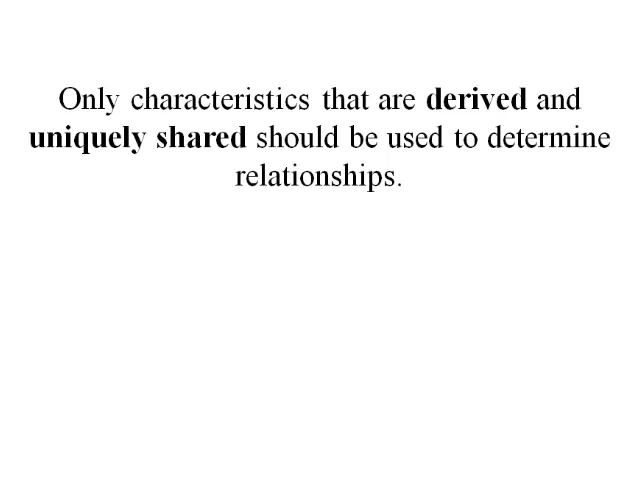 Only characteristics that are derived and
uniquely shared should be used to determine
relationships.